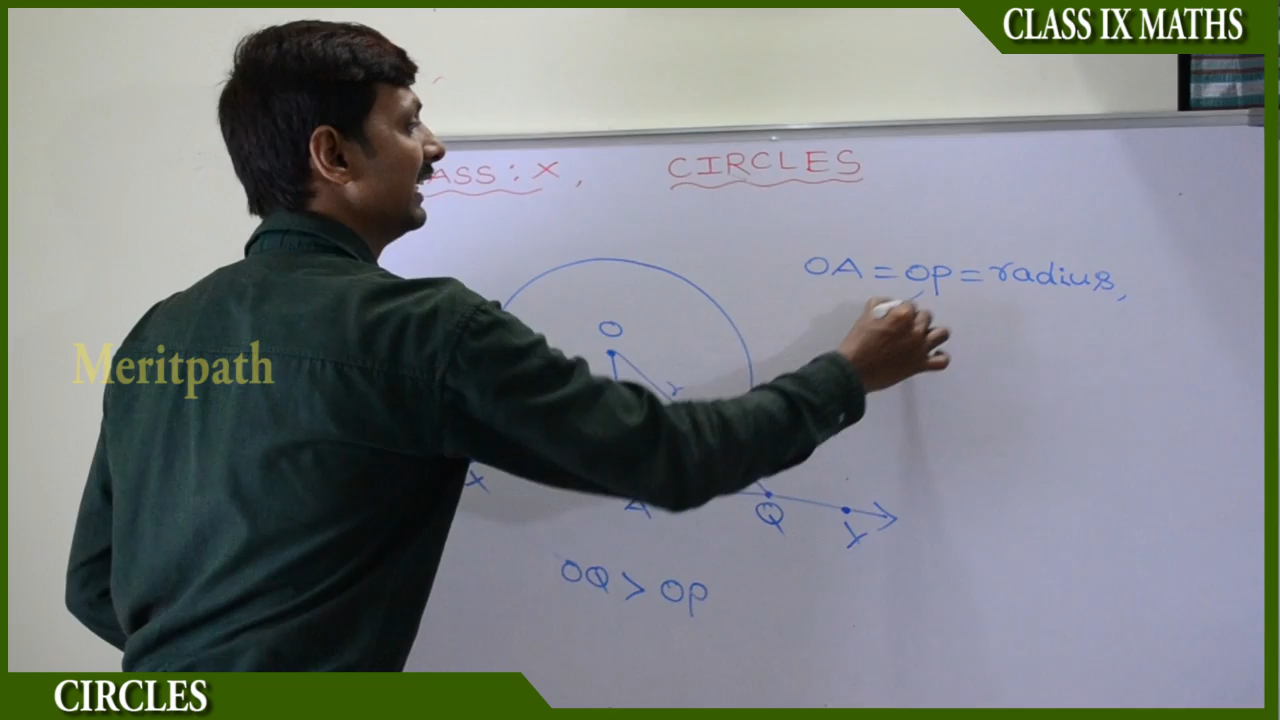 CLASS IX MATHS
ASS : X , CIRCLES
OA = OP = radius,
O
r
Meritpath
X
A
Q
Y
OQ > OP
CIRCLES